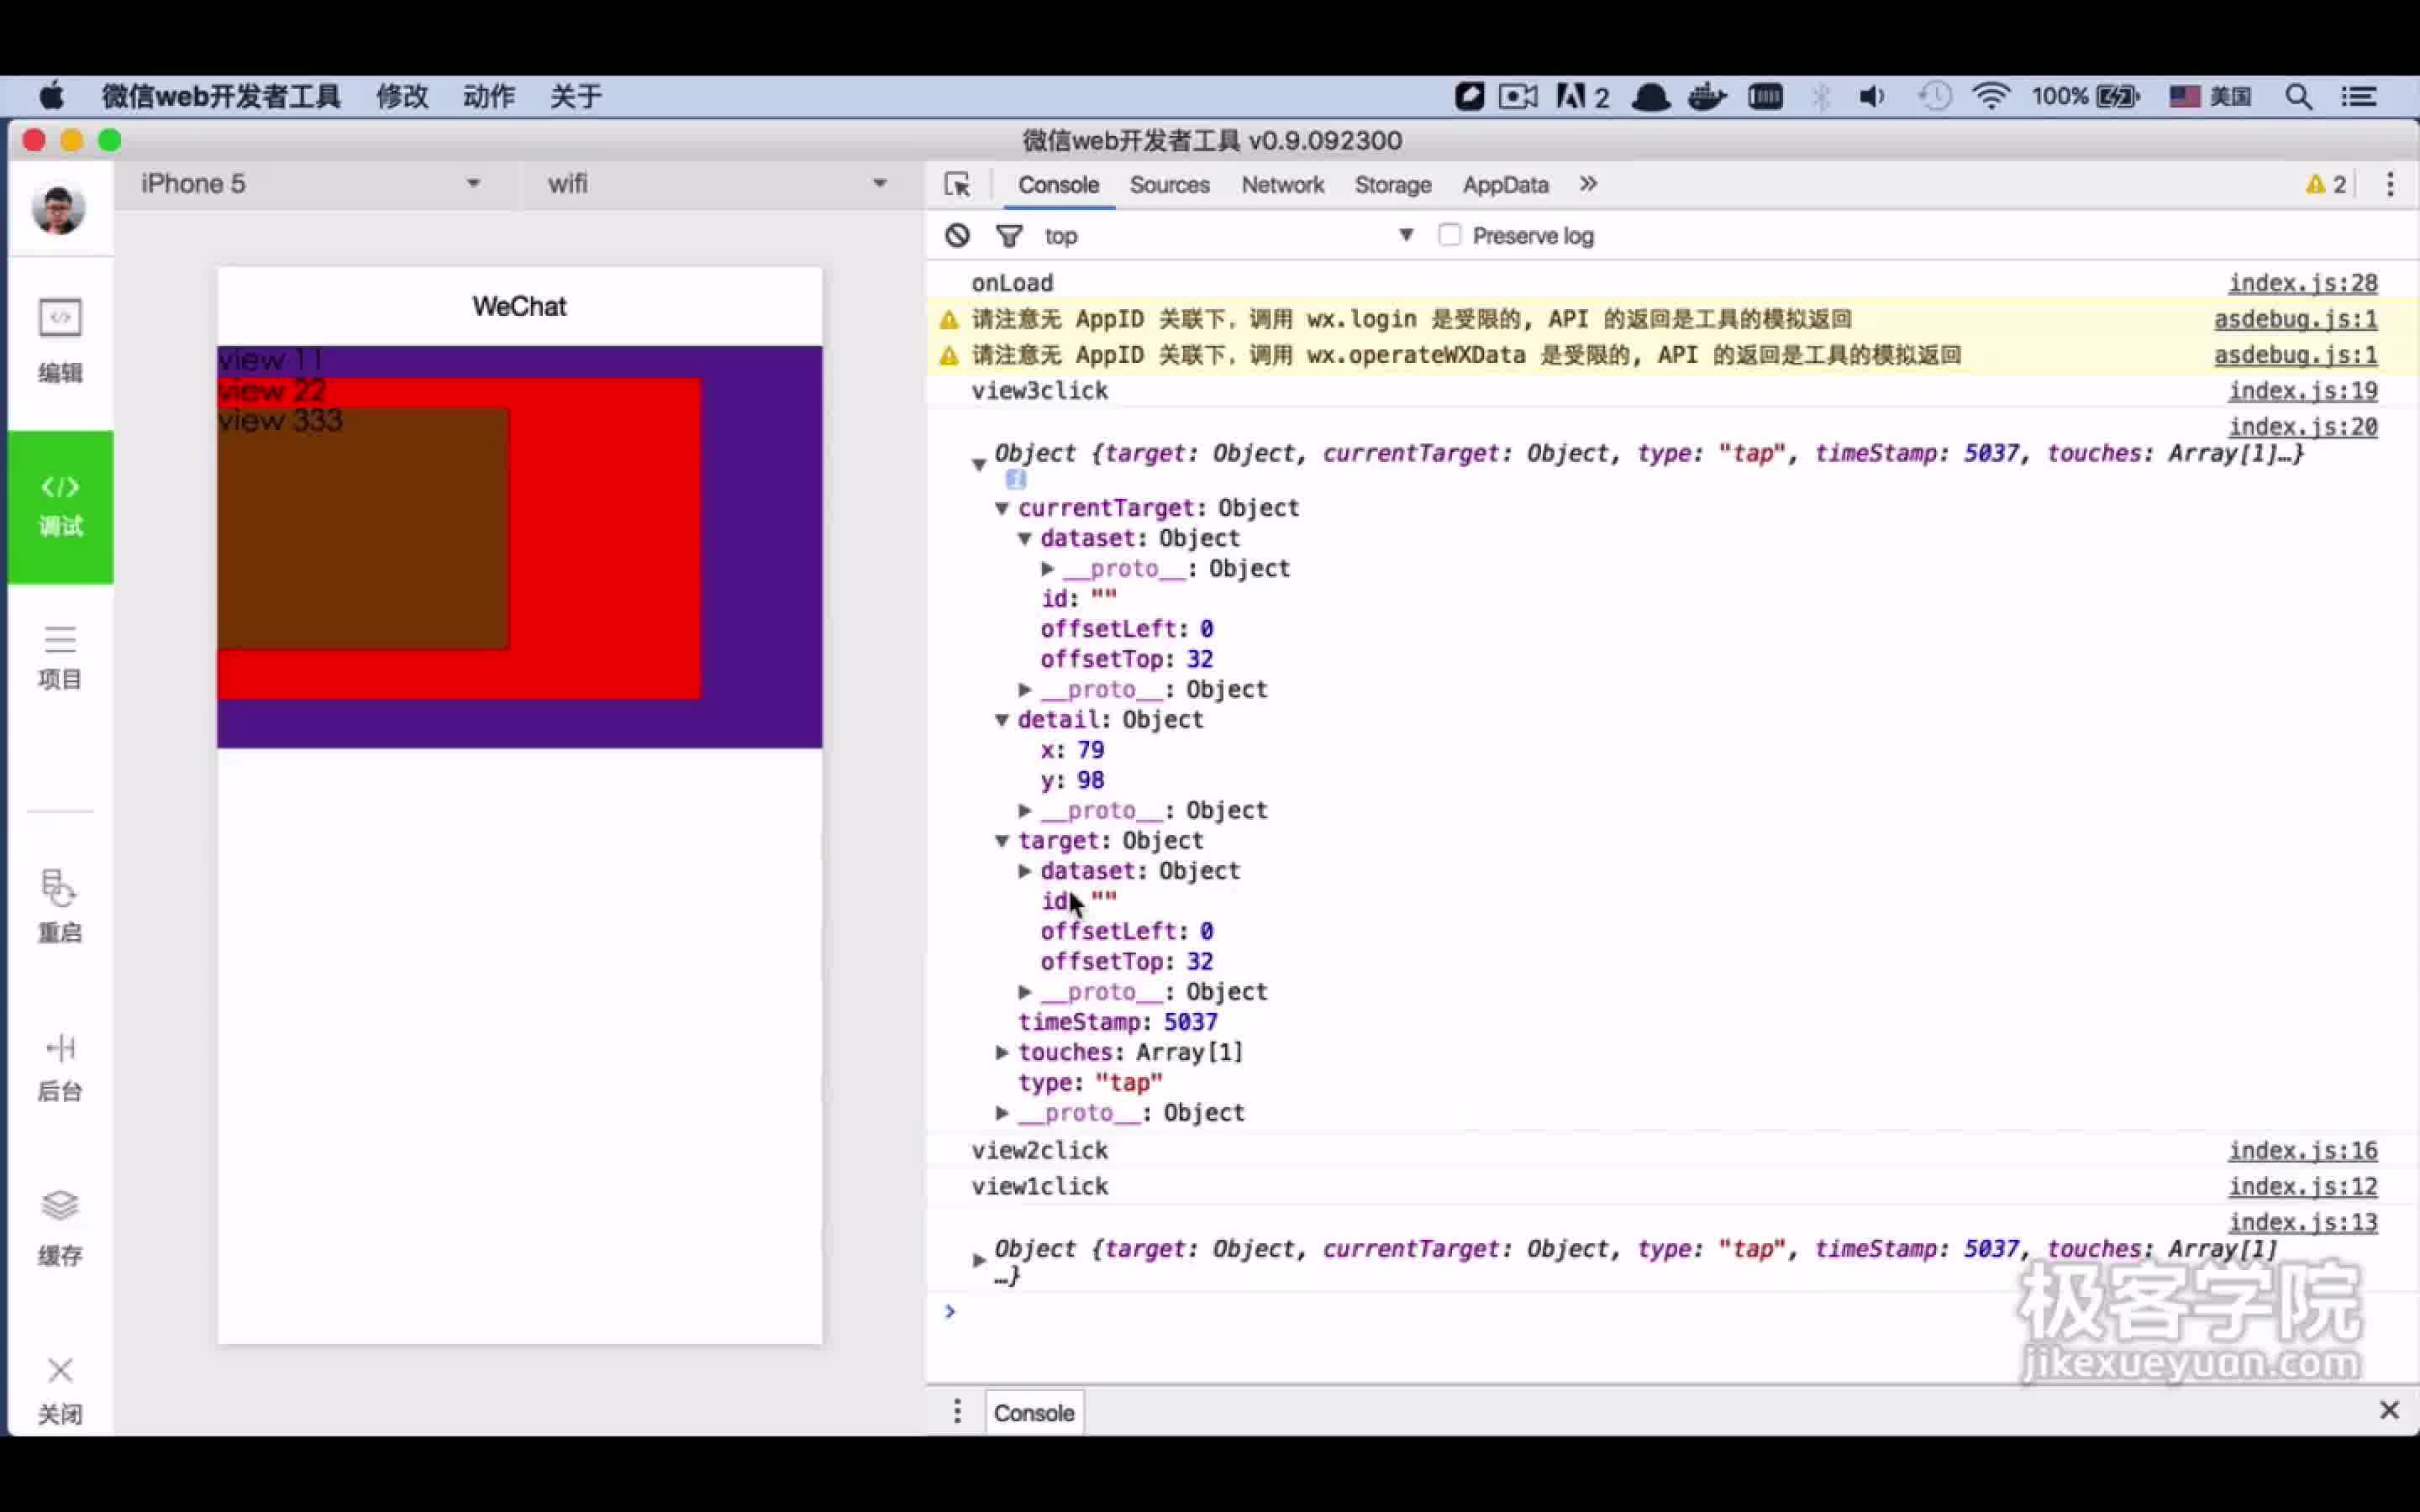 微信web开发者工具 修改 动作 关于 2 100% 美国
微信web开发者工具 v0.9.092300
iPhone 5 wifi
Console Sources Network Storage AppData » 2
top Preserve log
编辑
调试
项目
重启
后台
缓存
关闭
WeChat
view 11
view 22
view 333
onLoad index.js:28
请注意无 AppID 关联下，调用 wx.login 是受限的, API 的返回是工具的模拟返回 asdebug.js:1
请注意无 AppID 关联下，调用 wx.operateWXData 是受限的, API 的返回是工具的模拟返回 asdebug.js:1
view3click index.js:19
index.js:20
Object {target: Object, currentTarget: Object, type: "tap", timeStamp: 5037, touches: Array[1]…}
i
currentTarget: Object
dataset: Object
__proto__: Object
id: ""
offsetLeft: 0
offsetTop: 32
__proto__: Object
detail: Object
x: 79
y: 98
__proto__: Object
target: Object
dataset: Object
id: ""
offsetLeft: 0
offsetTop: 32
__proto__: Object
timeStamp: 5037
touches: Array[1]
type: "tap"
__proto__: Object
view2click index.js:16
view1click index.js:12
index.js:13
Object {target: Object, currentTarget: Object, type: "tap", timeStamp: 5037, touches: Array[1]
…}
极客学院
jikexueyuan.com
Console